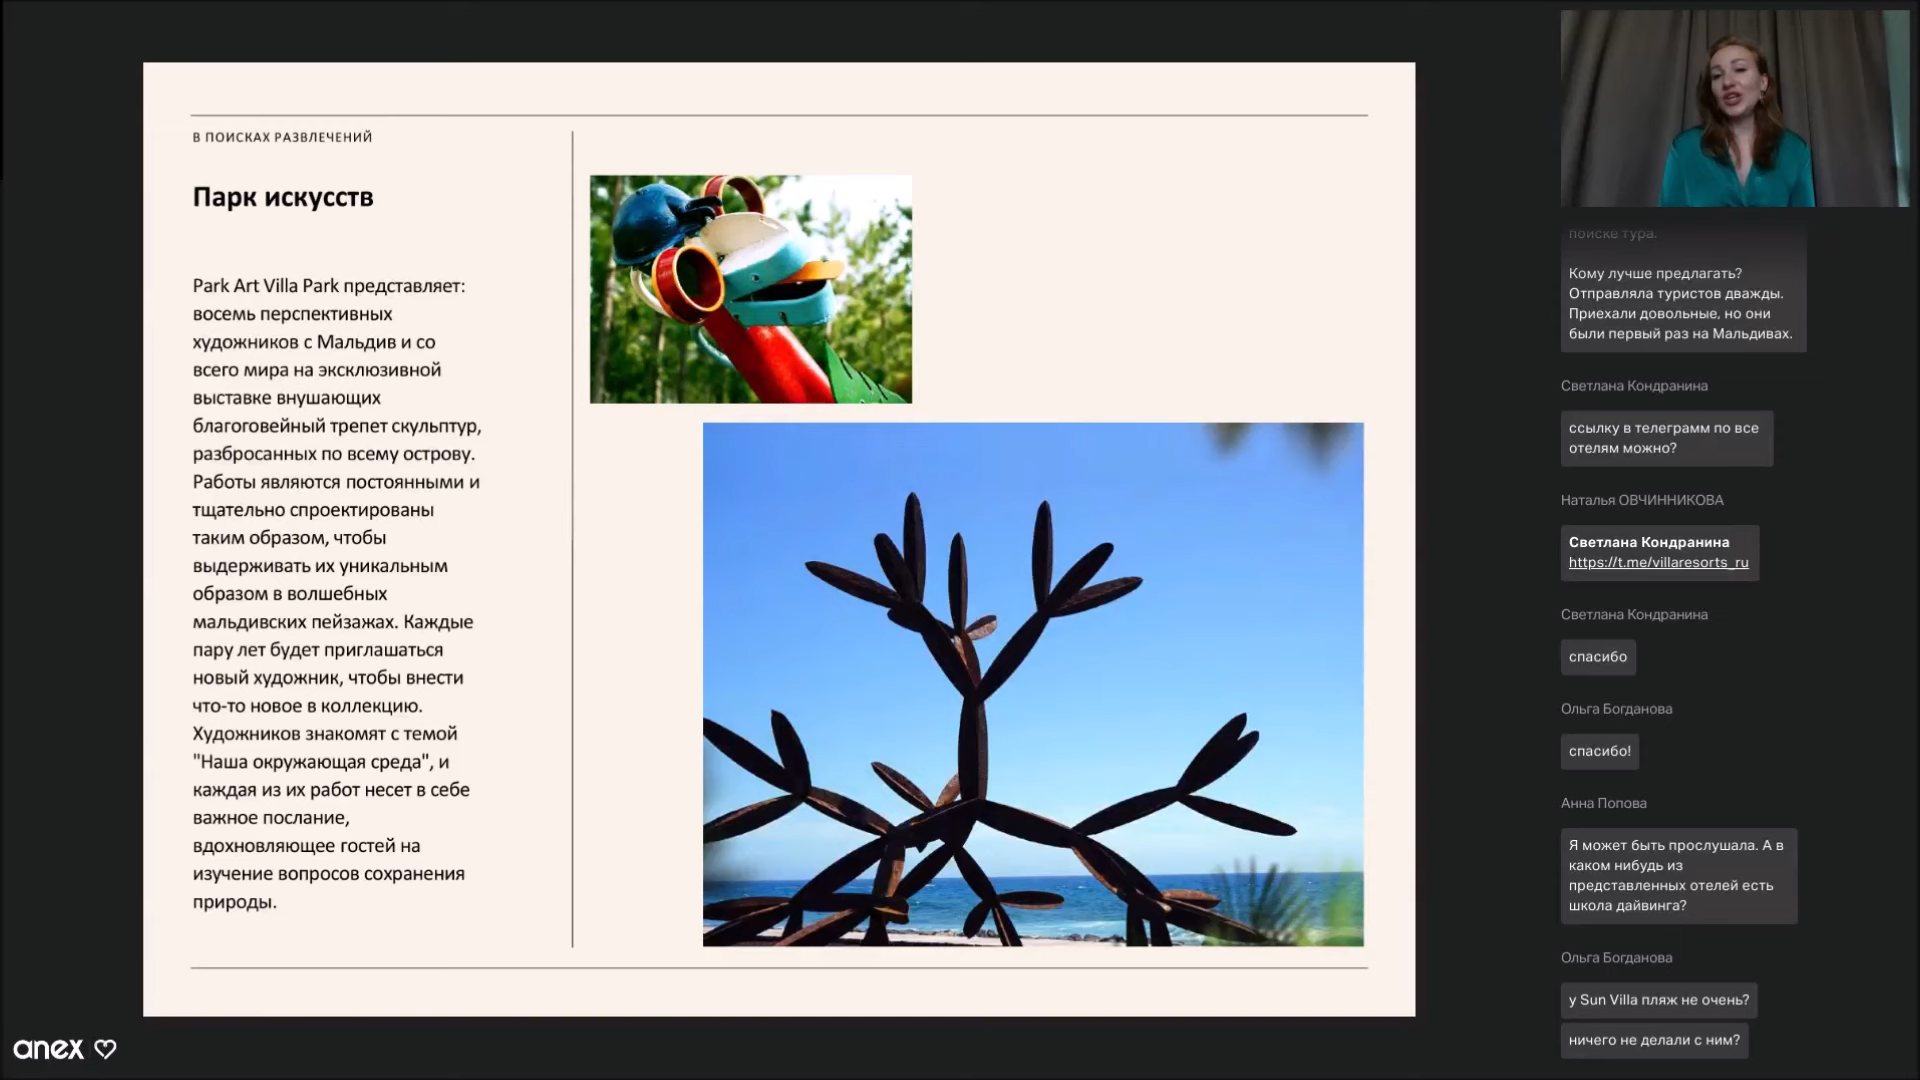 В ПОИСКАХ РАЗВЛЕЧЕНИЙ
Парк искусств
Park Art Villa Park представляет:
восемь перспективных
художников с Мальдив и со
всего мира на эксклюзивной
выставке внушающих
благоговейный трепет скульптур,
разбросанных по всему острову.
Работы являются постоянными и
тщательно спроектированы
таким образом, чтобы
выдерживать их уникальным
образом в волшебных
мальдивских пейзажах. Каждые
пару лет будет приглашаться
новый художник, чтобы внести
что-то новое в коллекцию.
Художников знакомят с темой
"Наша окружающая среда", и
каждая из их работ несет в себе
важное послание,
вдохновляющее гостей на
изучение вопросов сохранения
природы.
anex
поиске тура.
Кому лучше предлагать?
Отправляла туристов дважды.
Приехали довольные, но они
были первый раз на Мальдивах.
Светлана Кондранина
ссылку в телеграмм по все
отелям можно?
Наталья ОВЧИННИКОВА
Светлана Кондранина
https://t.me/villaresorts_ru
Светлана Кондранина
спасибо
Ольга Богданова
спасибо!
Анна Попова
Я может быть прослушала. А в
каком нибудь из
представленных отелей есть
школа дайвинга?
Ольга Богданова
у Sun Villa пляж не очень?
ничего не делали с ним?